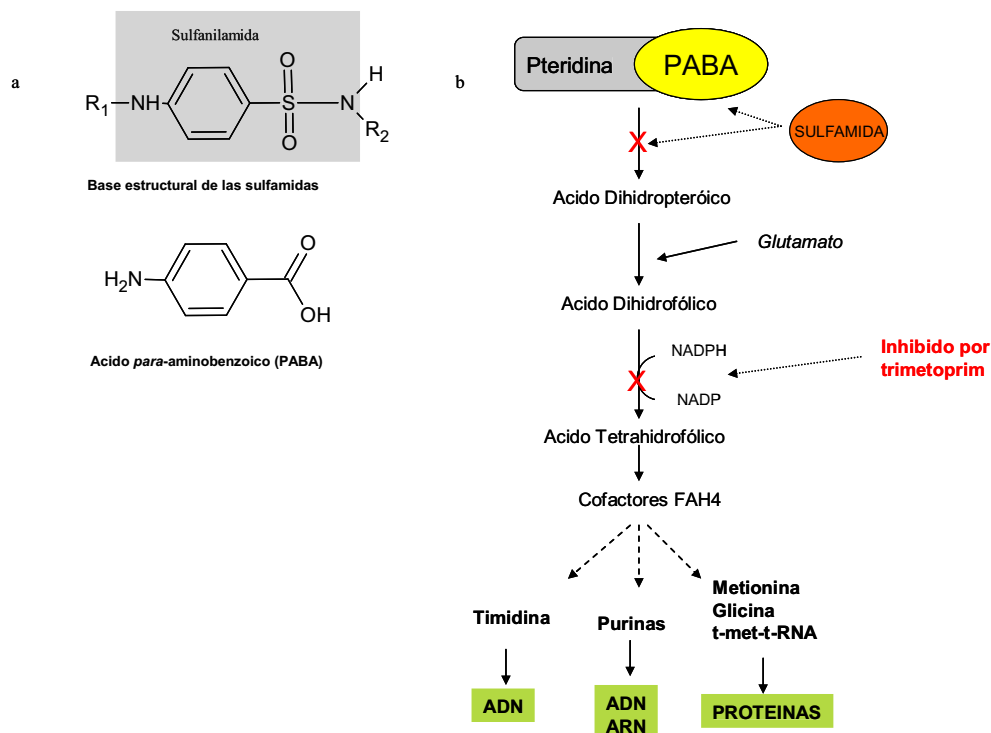 a
Sulfanilamida
R1
NH
O
S
O
H
N
R2
Base estructural de las sulfamidas
H2N
O
OH
Acido para-aminobenzoico (PABA)
b
Pteridina
PABA
SULFAMIDA
X
Acido Dihidropteróico
Glutamato
Acido Dihidrofólico
NADPH
X
NADP
Inhibido por
trimetoprim
Acido Tetrahidrofólico
Cofactores FAH4
Timidina
Purinas
Metionina
Glicina
t-met-t-RNA
ADN
ADN
ARN
PROTEINAS